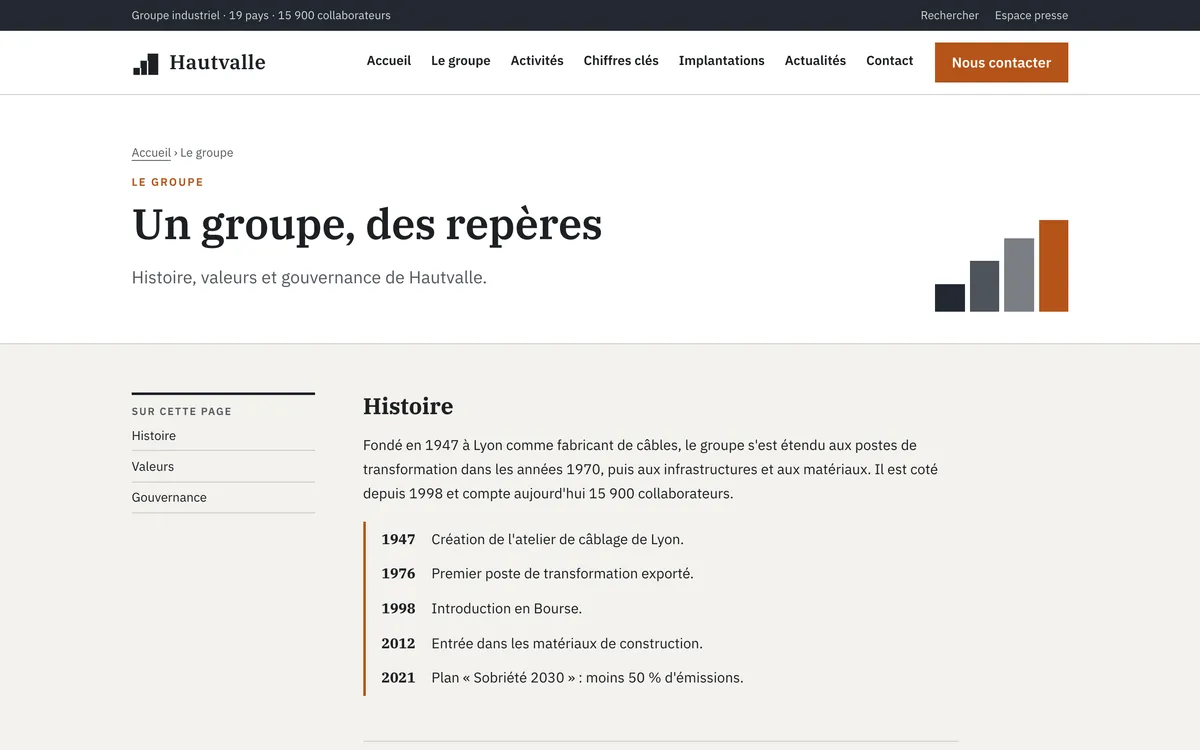 Groupe industriel · 19 pays · 15 900 collaborateurs
Rechercher Espace presse
Hautvalle
Accueil Le groupe Activités Chiffres clés Implantations Actualités Contact
Nous contacter
Accueil › Le groupe
LE GROUPE
Un groupe, des repères
Histoire, valeurs et gouvernance de Hautvalle.
SUR CETTE PAGE
Histoire
Valeurs
Gouvernance
Histoire
Fondé en 1947 à Lyon comme fabricant de câbles, le groupe s'est étendu aux postes de
transformation dans les années 1970, puis aux infrastructures et aux matériaux. Il est coté
depuis 1998 et compte aujourd'hui 15 900 collaborateurs.
1947 Création de l'atelier de câblage de Lyon.
1976 Premier poste de transformation exporté.
1998 Introduction en Bourse.
2012 Entrée dans les matériaux de construction.
2021 Plan « Sobriété 2030 » : moins 50 % d'émissions.